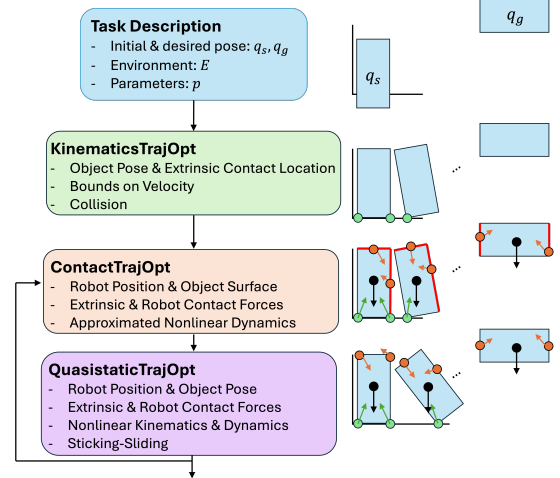 Task Description
- Initial & desired pose: q_s, q_g
- Environment: E
- Parameters: p
q_g
q_s
KinematicsTrajOpt
- Object Pose & Extrinsic Contact Location
- Bounds on Velocity
- Collision
...
ContactTrajOpt
- Robot Position & Object Surface
- Extrinsic & Robot Contact Forces
- Approximated Nonlinear Dynamics
...
QuasistaticTrajOpt
- Robot Position & Object Pose
- Extrinsic & Robot Contact Forces
- Nonlinear Kinematics & Dynamics
- Sticking-Sliding
...